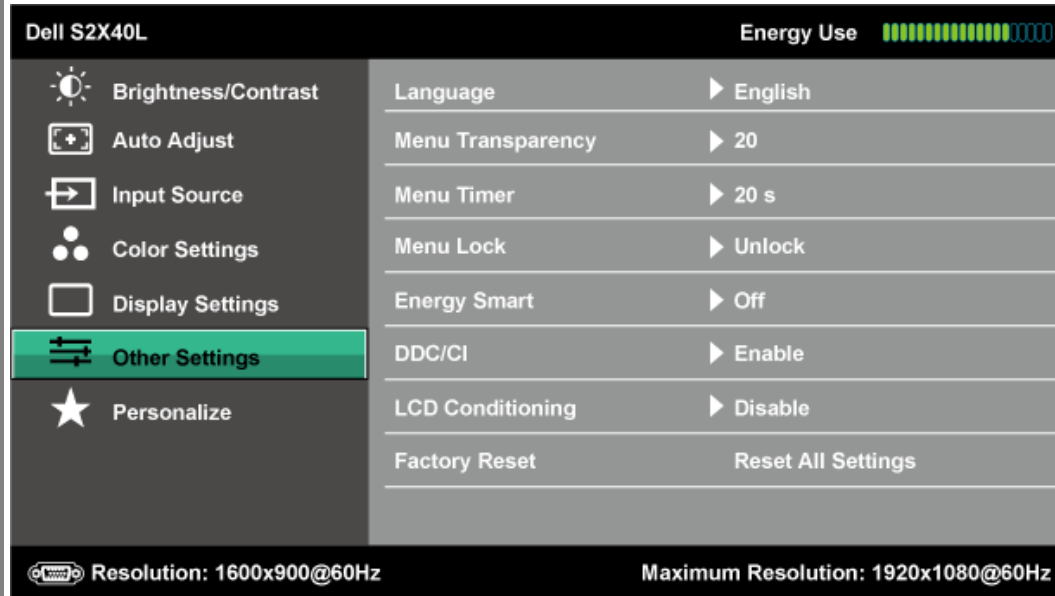 Dell S2X40L Energy Use
Brightness/Contrast
Auto Adjust
Input Source
Color Settings
Display Settings
Other Settings
Personalize
Language English
Menu Transparency 20
Menu Timer 20 s
Menu Lock Unlock
Energy Smart Off
DDC/CI Enable
LCD Conditioning Disable
Factory Reset Reset All Settings
Resolution: 1600x900@60Hz Maximum Resolution: 1920x1080@60Hz